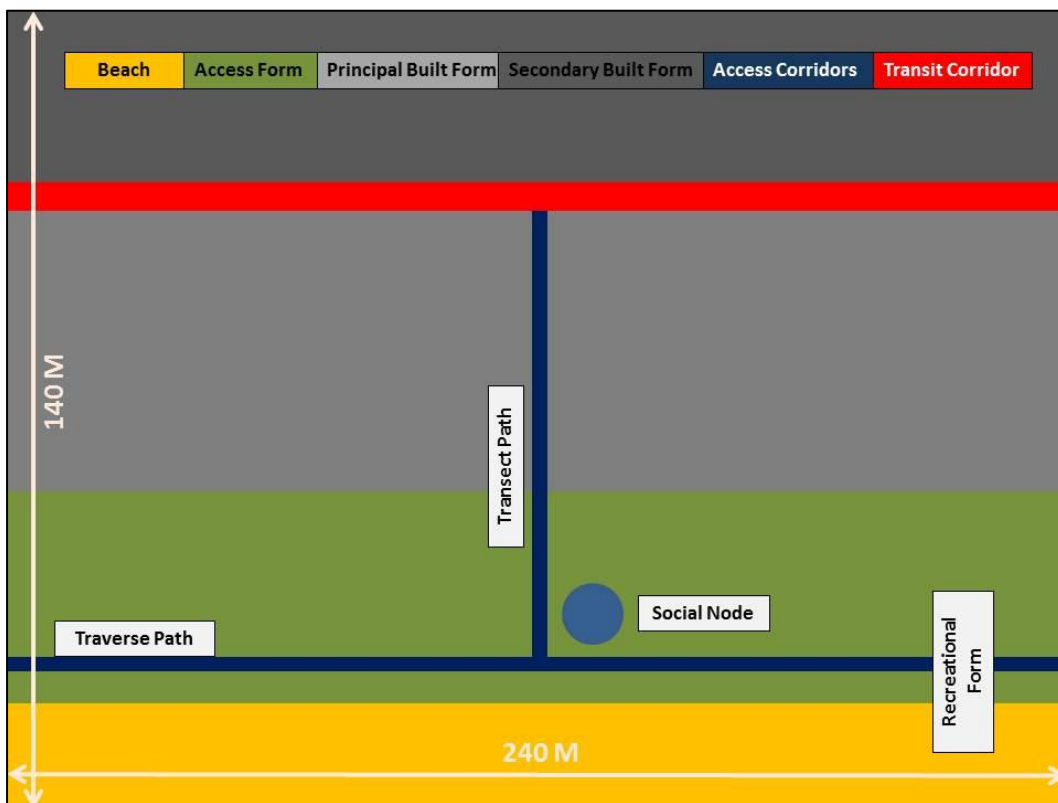 Beach Access Form Principal Built Form Secondary Built Form Access Corridors Transit Corridor
140 M
Transect Path
Social Node
Traverse Path
Recreational
Form
240 M